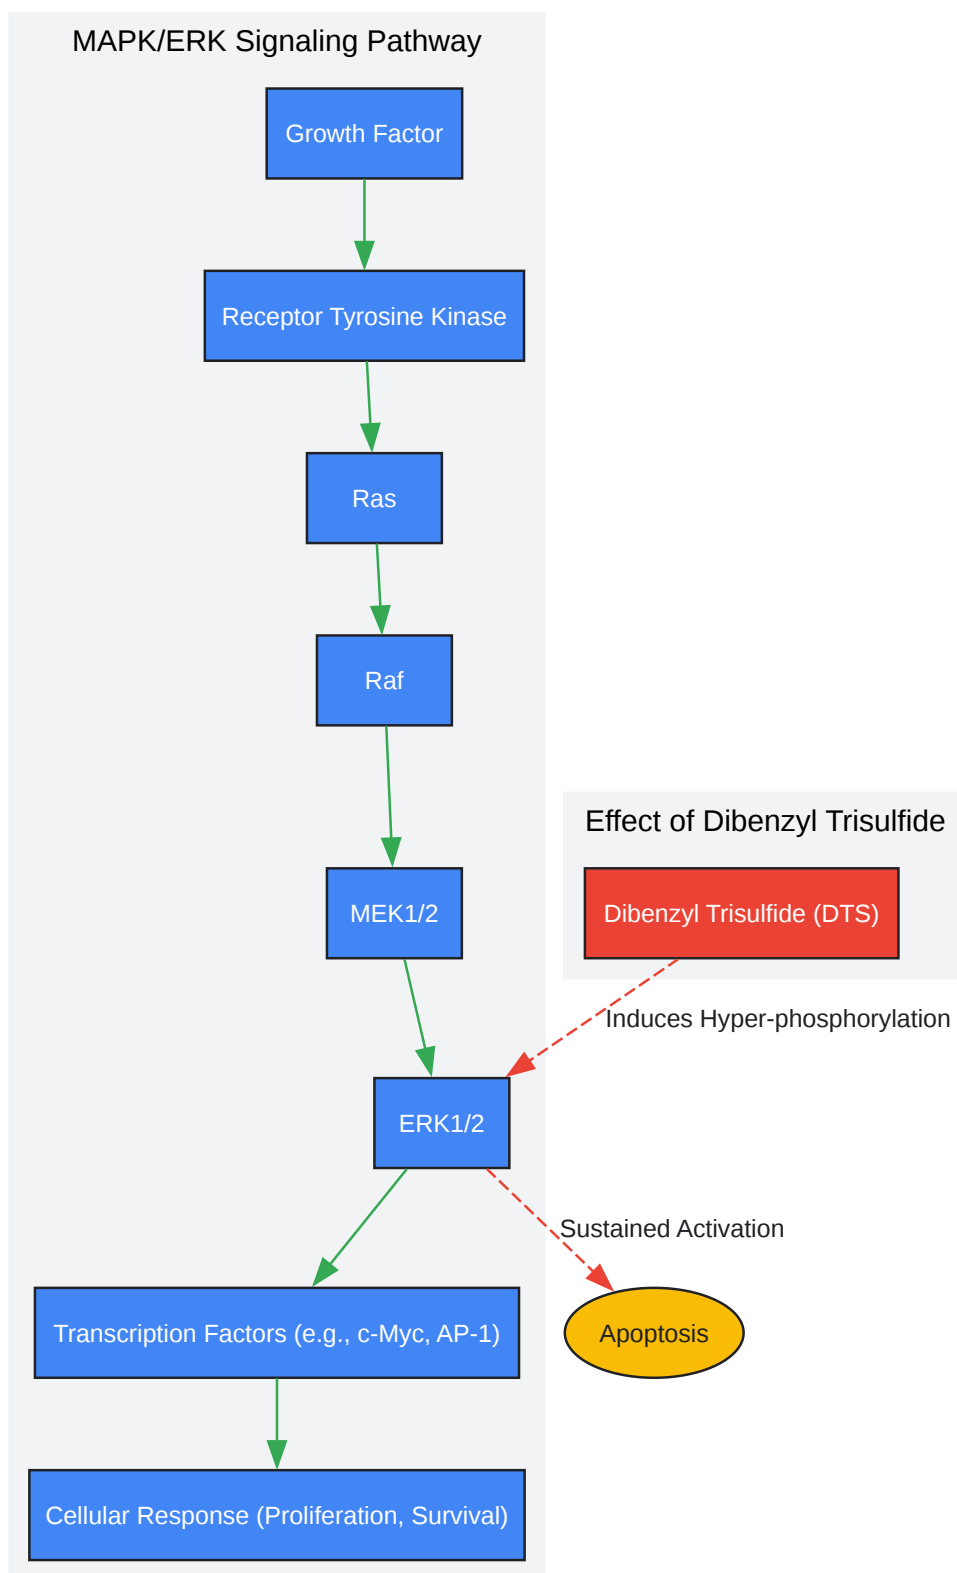 MAPK/ERK Signaling Pathway
Growth Factor
Receptor Tyrosine Kinase
Ras
Raf
Effect of Dibenzyl Trisulfide
MEK1/2
Dibenzyl Trisulfide (DTS)
Induces Hyper-phosphorylation
ERK1/2
Sustained Activation
Transcription Factors (e.g., c-Myc, AP-1)
Apoptosis
Cellular Response (Proliferation, Survival)